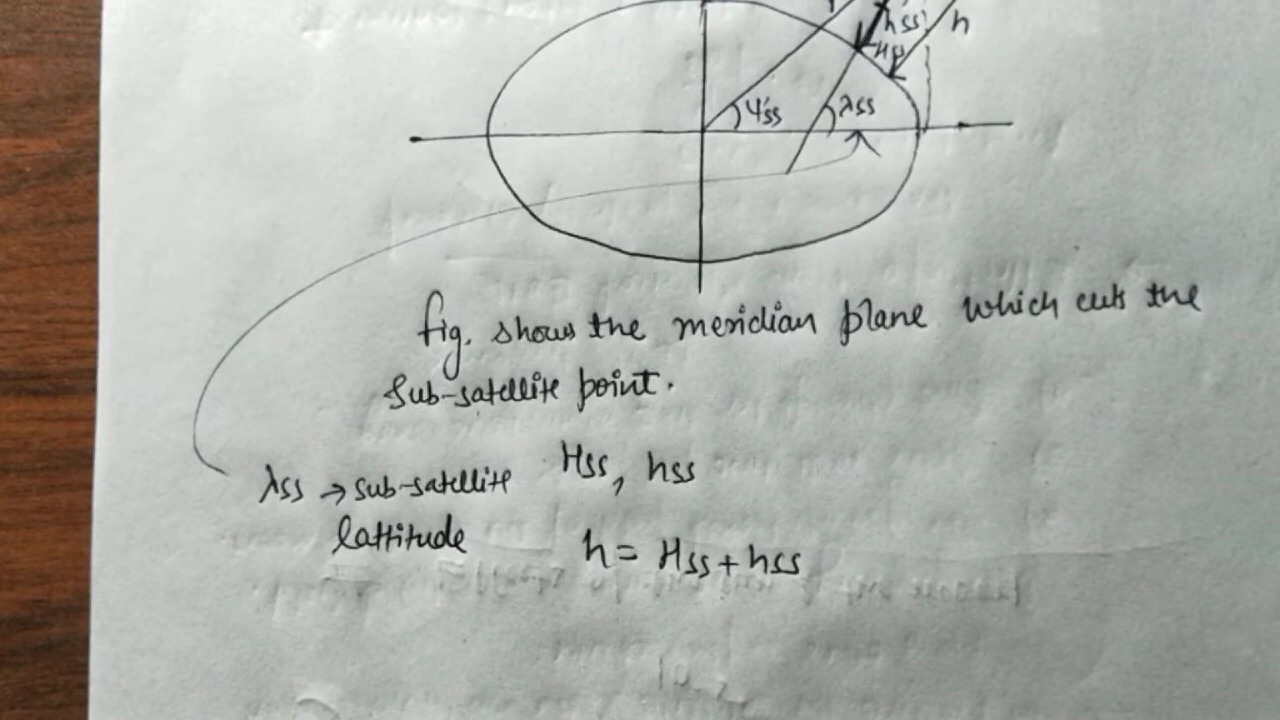 hss
h
Ψ'ss
λss
fig. shows the meridian plane which cuts the
Sub-satellite point.
λss → sub-satellite
lattitude
Hss, hss
h = Hss + hss